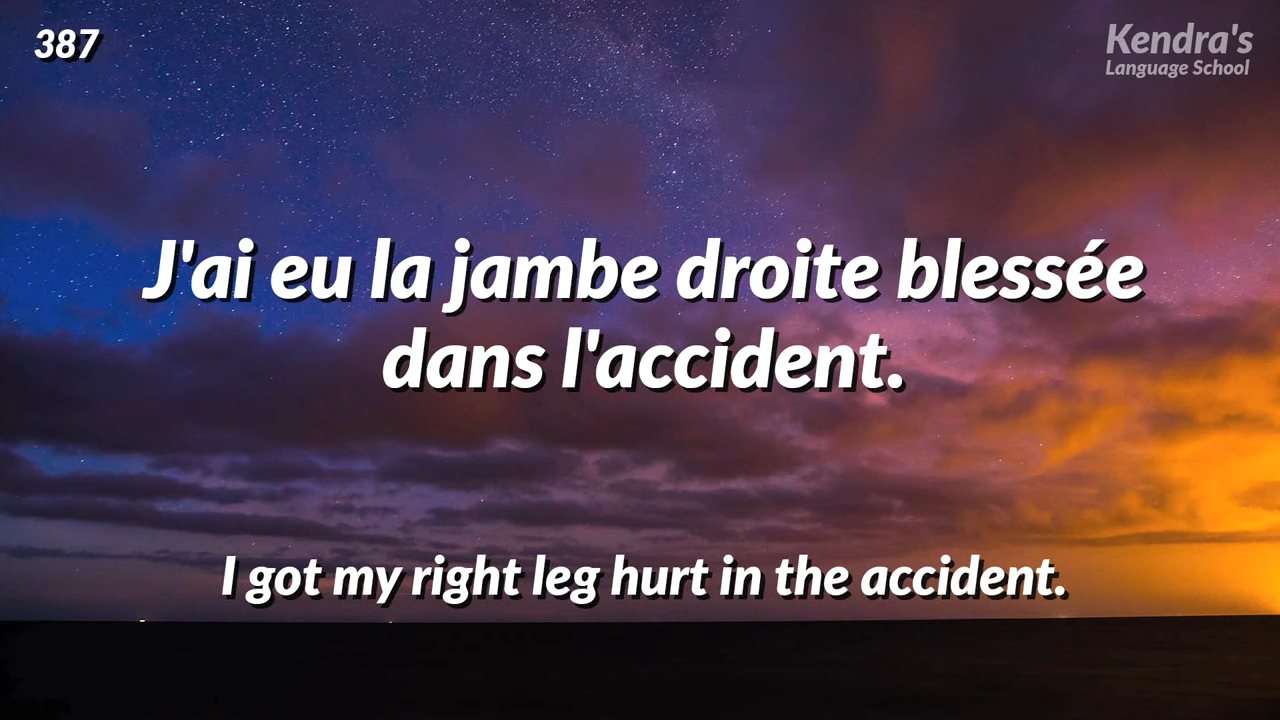 387
Kendra's
Language School
J'ai eu la jambe droite blessée
dans l'accident.
I got my right leg hurt in the accident.